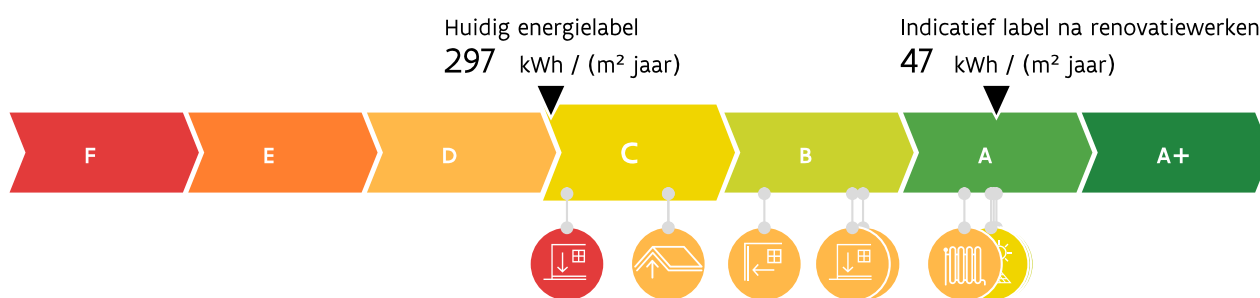 Huidig energielabel
297 kWh / (m² jaar)
Indicatief label na renovatiewerken
47 kWh / (m² jaar)
F E D C B A A+